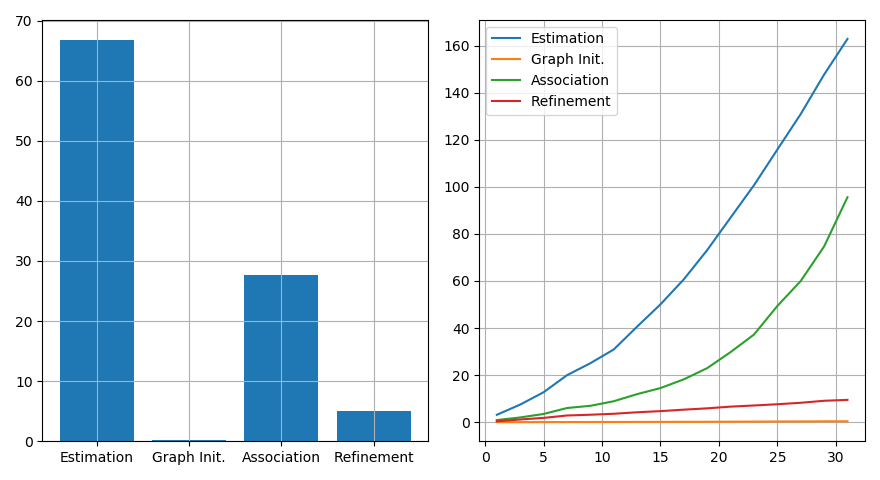 70
60
50
40
30
20
10
0
Estimation Graph Init. Association Refinement
160
140
120
100
80
60
40
20
0
0 5 10 15 20 25 30
Estimation
Graph Init.
Association
Refinement